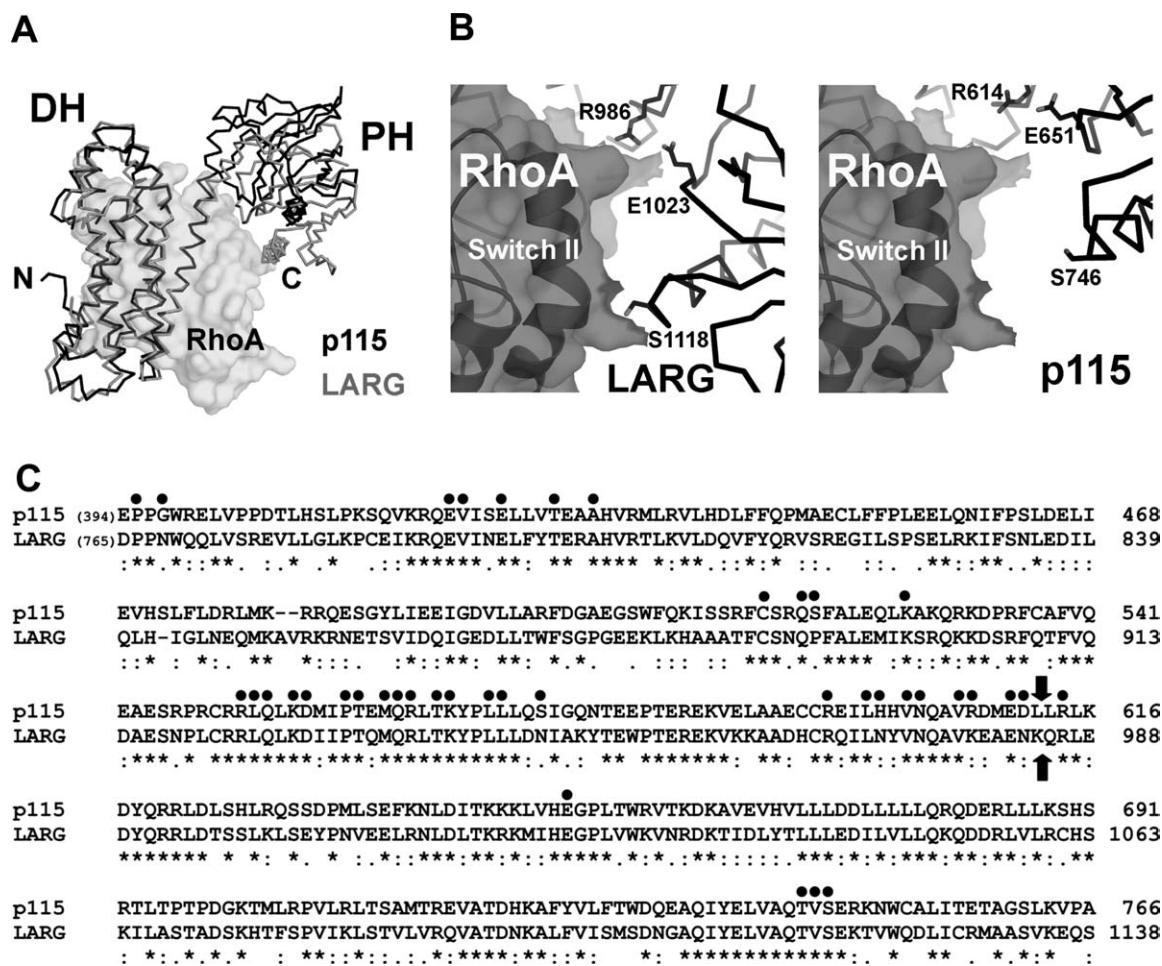 A
B
DH
PH
N
C
RhoA
p115
LARG
R986
RhoA
E1023
Switch II
S1118
LARG
R614
E651
RhoA
Switch II
S746
p115
C
p115 (394) EPPGWRELVPPDTLHSLPKSQVKRQEVISELLVTEAAHVRMLRVLHDLFFQPMAECLFFPLEELQNIFPSLDELI 468
LARG (765) DPPNWQQLVSREVLLGLKPCEIKRQEVINELFYTERAHVRTLKVLDQVFYQRVSREGILSPSELRKIFSNLEDIL 839
p115 EVHSLFLDRLMK--RRQESGYLIEEIGDVLLARFDGAEGSWFQKISSRFCSRQSFALEQLKAKQRKDPRFCAFVQ 541
LARG QLH-IGLNEQMKAVRKRNETSVIDQIGEDLLTWFSGPGEEKLKHAAATFCSNQPFALEMIKSRQKKDSRFQTFVQ 913
p115 EAESRPRCRRRLQLKDMIPTEMQRLTKYPLLLQSIGQNTEEPTEREKVELAAECCREILHHVNQAVRDMEDLLRLK 616
LARG DAESNPLCRRLQLKDIIPTQMQRLTKYPLLLDNIAKYTEWPTEREKVKKAADHCRQILNYVNQAVKEAENKQRLE 988
p115 DYQRRLDLSHLRQSSDPMLSEFKNLDITKKKLVHEGPLTWRVTKDKAVEVHVLLLDDLLLLLQRQDERLLLKSHS 691
LARG DYQRRLDTSSLKLSEYPNVEELRNLDLTKRKMIHEGPLVWKVNRDKTIDLYTLLLEDILVLLQKQDDRLVLRCHS 1063
p115 RTLTPTPDGKTMLRPVLRLTSAMTREVATDHKAFYVLFTWDQEAQIYELVAQTVSERKNWCALITETAGSLKVPA 766
LARG KILASTADSKHTFSPVIKLSTVLVRQVATDNKALFVISMSDNGAQIYELVAQTVSEKTVWQDLICRMAASVKEQS 1138